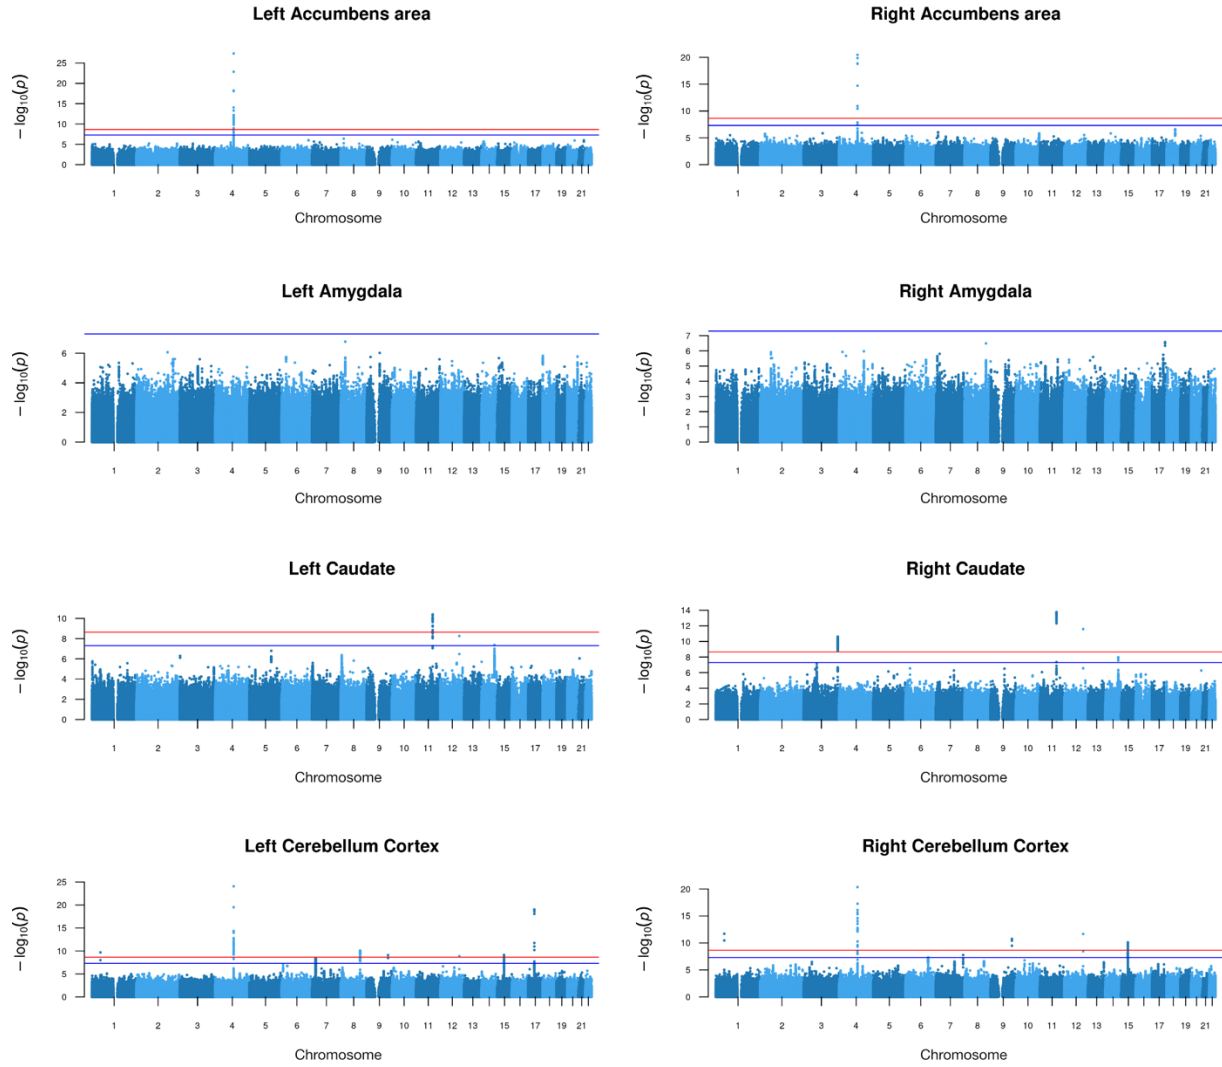 Left Accumbens area
− log10(p)
25
20
15
10
5
0
1 2 3 4 5 6 7 8 9 10 11 12 13 15 17 19 21
Chromosome
Right Accumbens area
− log10(p)
20
15
10
5
0
1 2 3 4 5 6 7 8 9 10 11 12 13 15 17 19 21
Chromosome
Left Amygdala
− log10(p)
6
4
2
0
1 2 3 4 5 6 7 8 9 10 11 12 13 15 17 19 21
Chromosome
Right Amygdala
− log10(p)
7
6
5
4
3
2
1
0
1 2 3 4 5 6 7 8 9 10 11 12 13 15 17 19 21
Chromosome
Left Caudate
− log10(p)
10
8
6
4
2
0
1 2 3 4 5 6 7 8 9 10 11 12 13 15 17 19 21
Chromosome
Right Caudate
− log10(p)
14
12
10
8
6
4
2
0
1 2 3 4 5 6 7 8 9 10 11 12 13 15 17 19 21
Chromosome
Left Cerebellum Cortex
− log10(p)
25
20
15
10
5
0
1 2 3 4 5 6 7 8 9 10 11 12 13 15 17 19 21
Chromosome
Right Cerebellum Cortex
− log10(p)
20
15
10
5
0
1 2 3 4 5 6 7 8 9 10 11 12 13 15 17 19 21
Chromosome